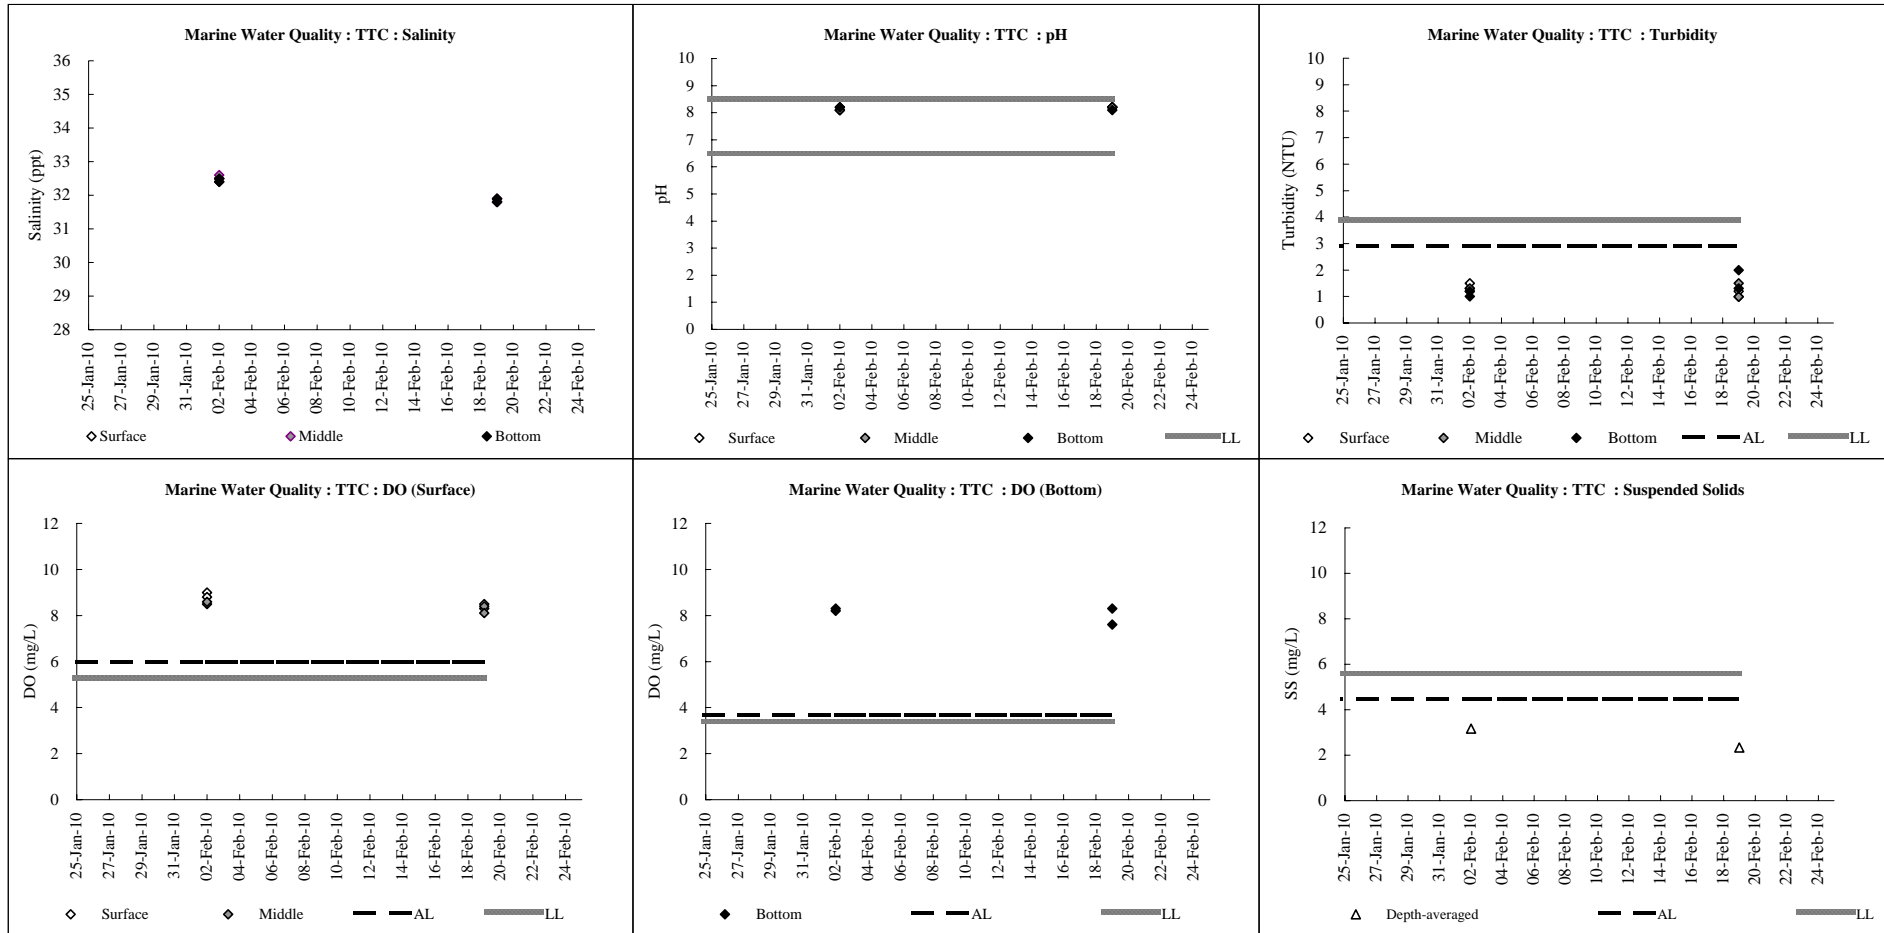 Marine Water Quality : TTC : Salinity
36
35
34
33
32
31
30
29
28
Salinity (ppt)
25-Jan-10
27-Jan-10
29-Jan-10
31-Jan-10
02-Feb-10
04-Feb-10
06-Feb-10
08-Feb-10
10-Feb-10
12-Feb-10
14-Feb-10
16-Feb-10
18-Feb-10
20-Feb-10
22-Feb-10
24-Feb-10
Surface Middle Bottom
Marine Water Quality : TTC : pH
10
9
8
7
6
5
4
3
2
1
0
pH
25-Jan-10
27-Jan-10
29-Jan-10
31-Jan-10
02-Feb-10
04-Feb-10
06-Feb-10
08-Feb-10
10-Feb-10
12-Feb-10
14-Feb-10
16-Feb-10
18-Feb-10
20-Feb-10
22-Feb-10
24-Feb-10
Surface Middle Bottom LL
Marine Water Quality : TTC : Turbidity
10
9
8
7
6
5
4
3
2
1
0
Turbidity (NTU)
25-Jan-10
27-Jan-10
29-Jan-10
31-Jan-10
02-Feb-10
04-Feb-10
06-Feb-10
08-Feb-10
10-Feb-10
12-Feb-10
14-Feb-10
16-Feb-10
18-Feb-10
20-Feb-10
22-Feb-10
24-Feb-10
Surface Middle Bottom AL LL
Marine Water Quality : TTC : DO (Surface)
12
10
8
6
4
2
0
DO (mg/L)
25-Jan-10
27-Jan-10
29-Jan-10
31-Jan-10
02-Feb-10
04-Feb-10
06-Feb-10
08-Feb-10
10-Feb-10
12-Feb-10
14-Feb-10
16-Feb-10
18-Feb-10
20-Feb-10
22-Feb-10
24-Feb-10
Surface Middle AL LL
Marine Water Quality : TTC : DO (Bottom)
12
10
8
6
4
2
0
DO (mg/L)
25-Jan-10
27-Jan-10
29-Jan-10
31-Jan-10
02-Feb-10
04-Feb-10
06-Feb-10
08-Feb-10
10-Feb-10
12-Feb-10
14-Feb-10
16-Feb-10
18-Feb-10
20-Feb-10
22-Feb-10
24-Feb-10
Bottom AL LL
Marine Water Quality : TTC : Suspended Solids
12
10
8
6
4
2
0
SS (mg/L)
25-Jan-10
27-Jan-10
29-Jan-10
31-Jan-10
02-Feb-10
04-Feb-10
06-Feb-10
08-Feb-10
10-Feb-10
12-Feb-10
14-Feb-10
16-Feb-10
18-Feb-10
20-Feb-10
22-Feb-10
24-Feb-10
Depth-averaged AL LL